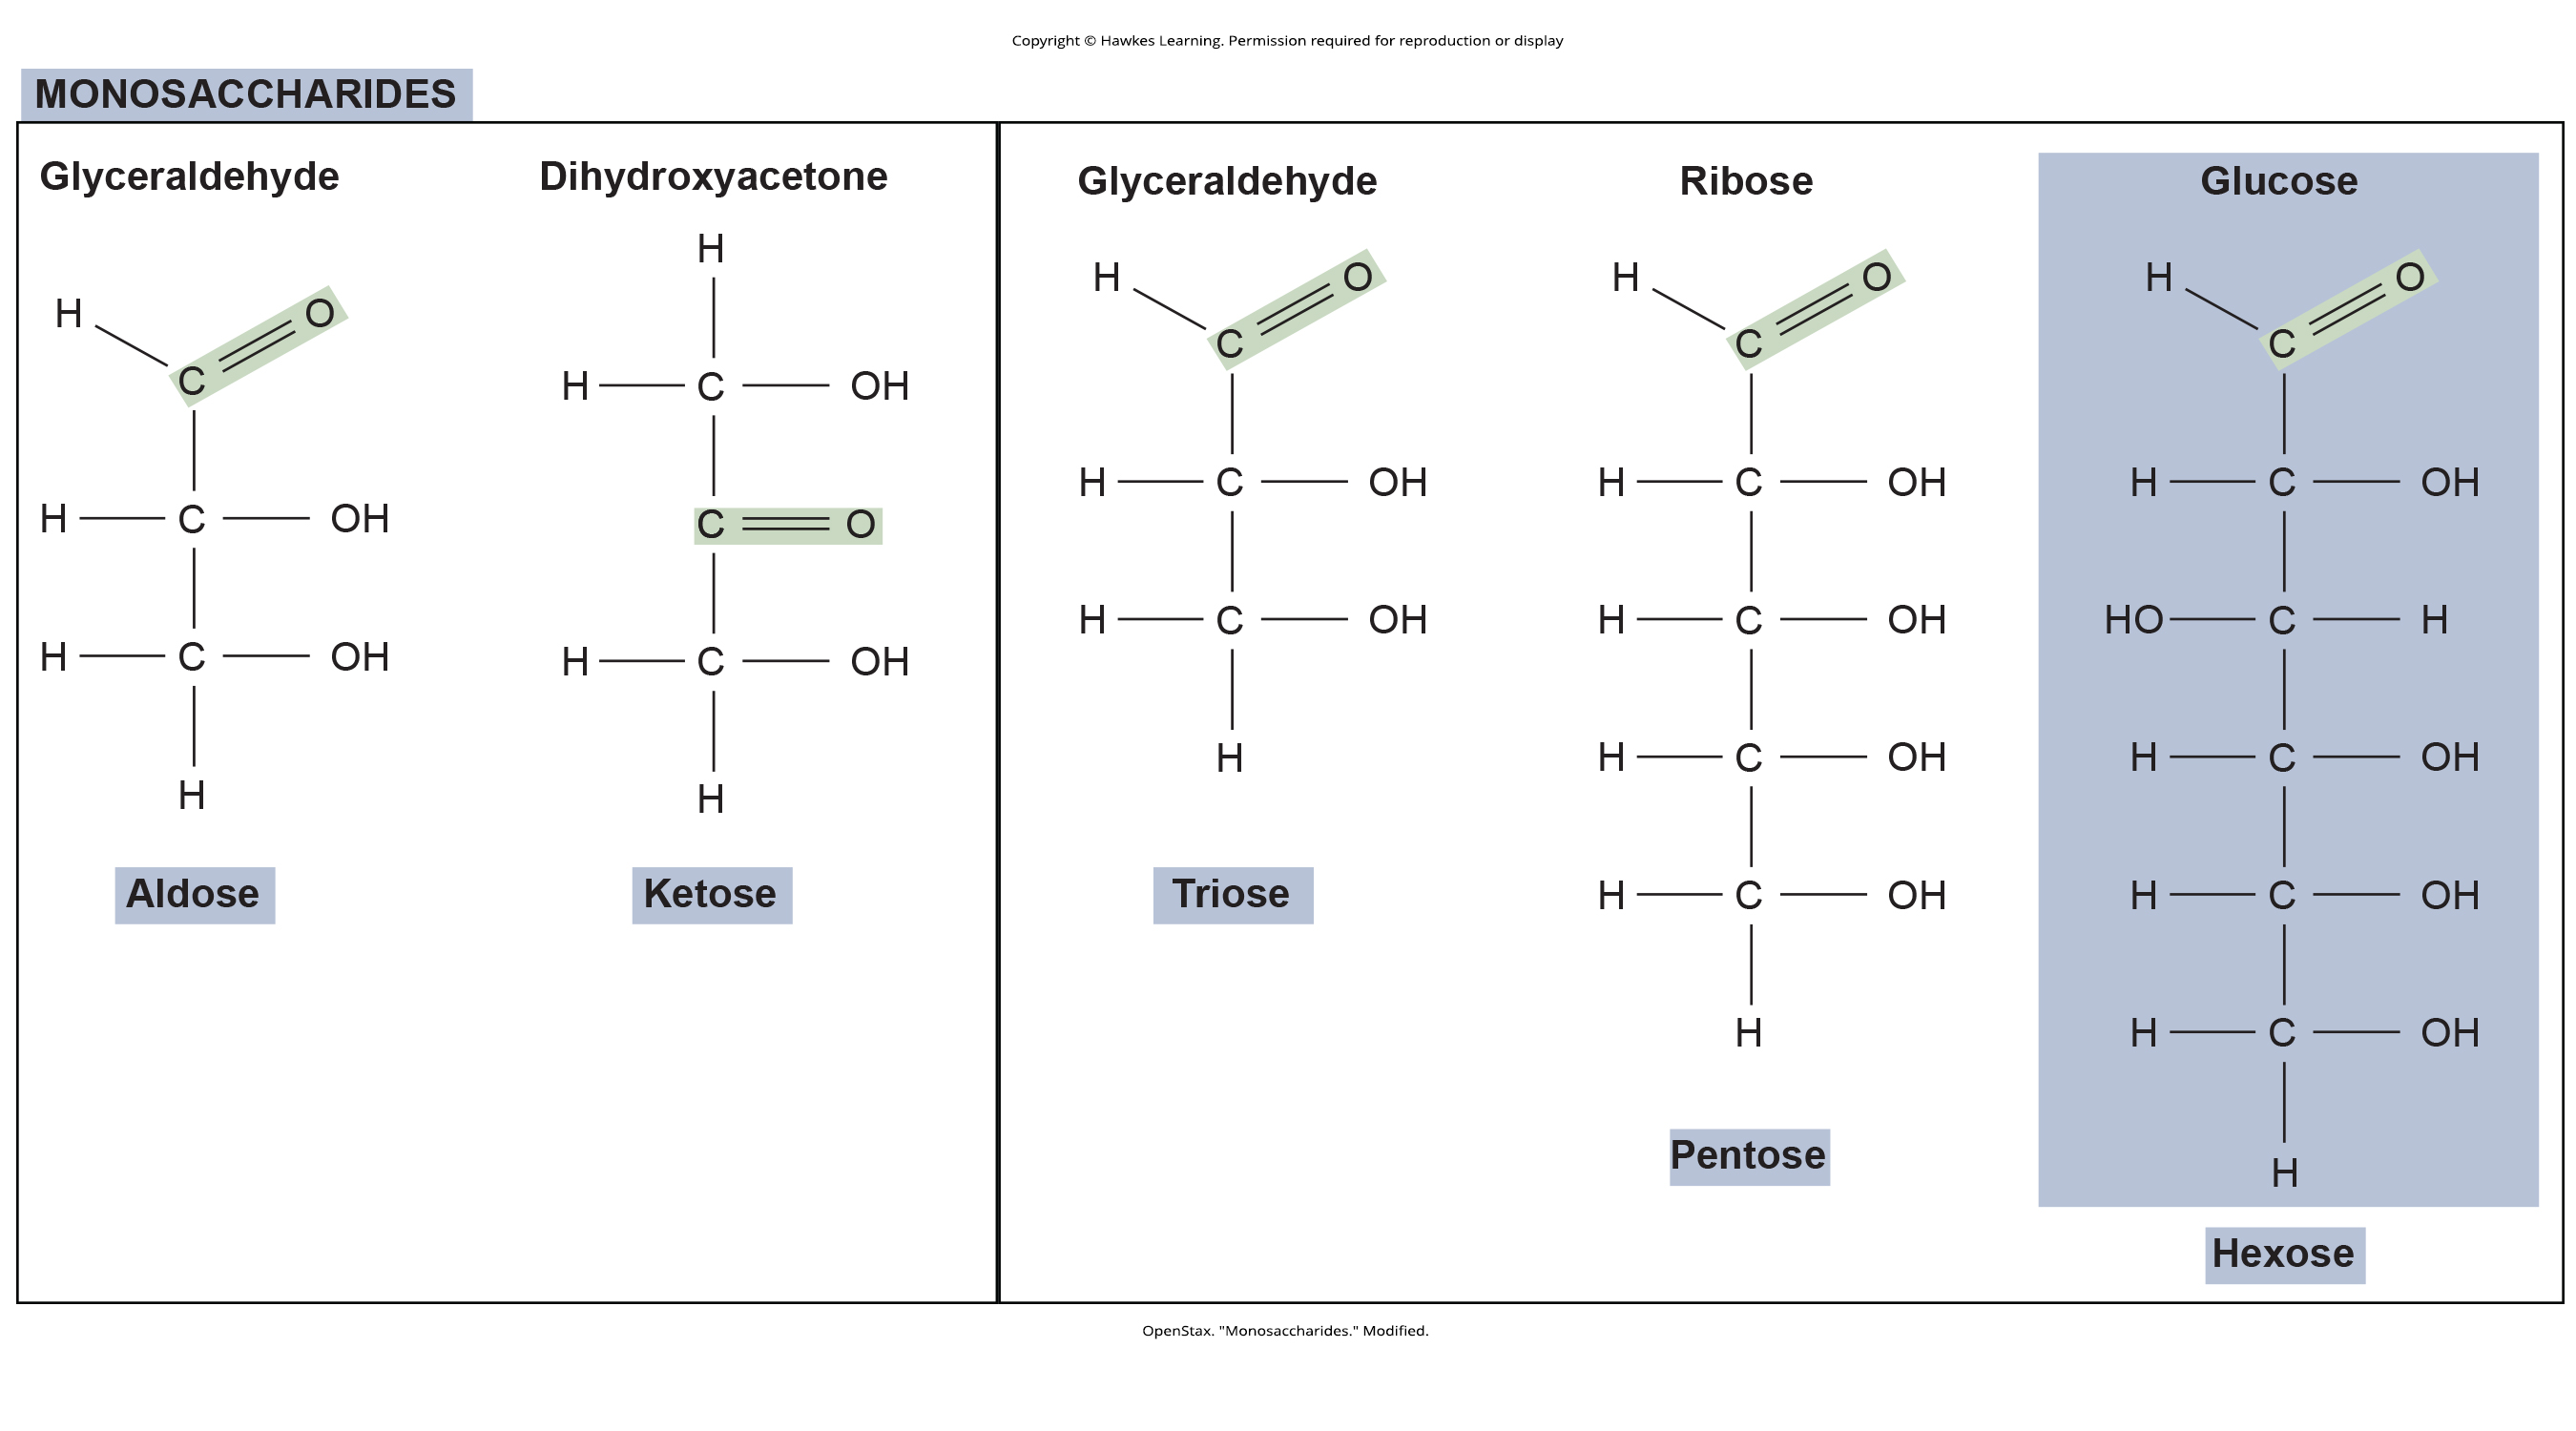 Copyright © Hawkes Learning. Permission required for reproduction or display
MONOSACCHARIDES
Glyceraldehyde
H
O
C
H C OH
H C OH
H
Aldose
Dihydroxyacetone
H
H C OH
C O
H C OH
H
Ketose
Glyceraldehyde
H O
C
H C OH
H C OH
H
Triose
Ribose
H O
C
H C OH
H C OH
H C OH
H C OH
H
Pentose
Glucose
H O
C
H C OH
HO C H
H C OH
H C OH
H C OH
H
Hexose
OpenStax. "Monosaccharides." Modified.